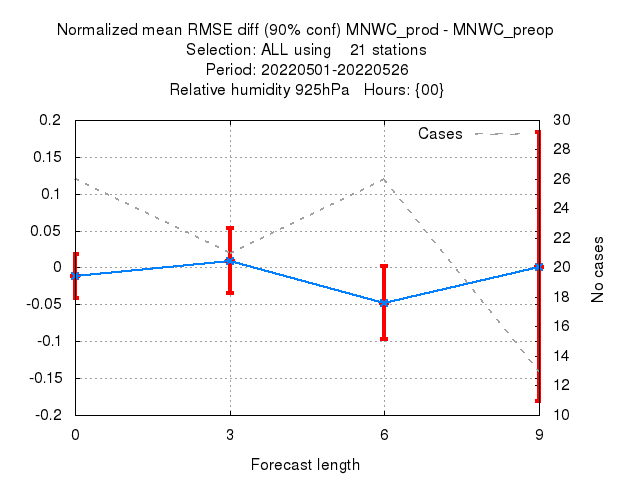 Normalized mean RMSE diff (90% conf) MNWC_prod - MNWC_preop
Selection: ALL using 21 stations
Period: 20220501-20220526
Relative humidity 925hPa Hours: {00}
Cases
0.2
0.15
0.1
0.05
0
-0.05
-0.1
-0.15
-0.2
30
28
26
24
22
20
18
16
14
12
10
No cases
0 3 6 9
Forecast length